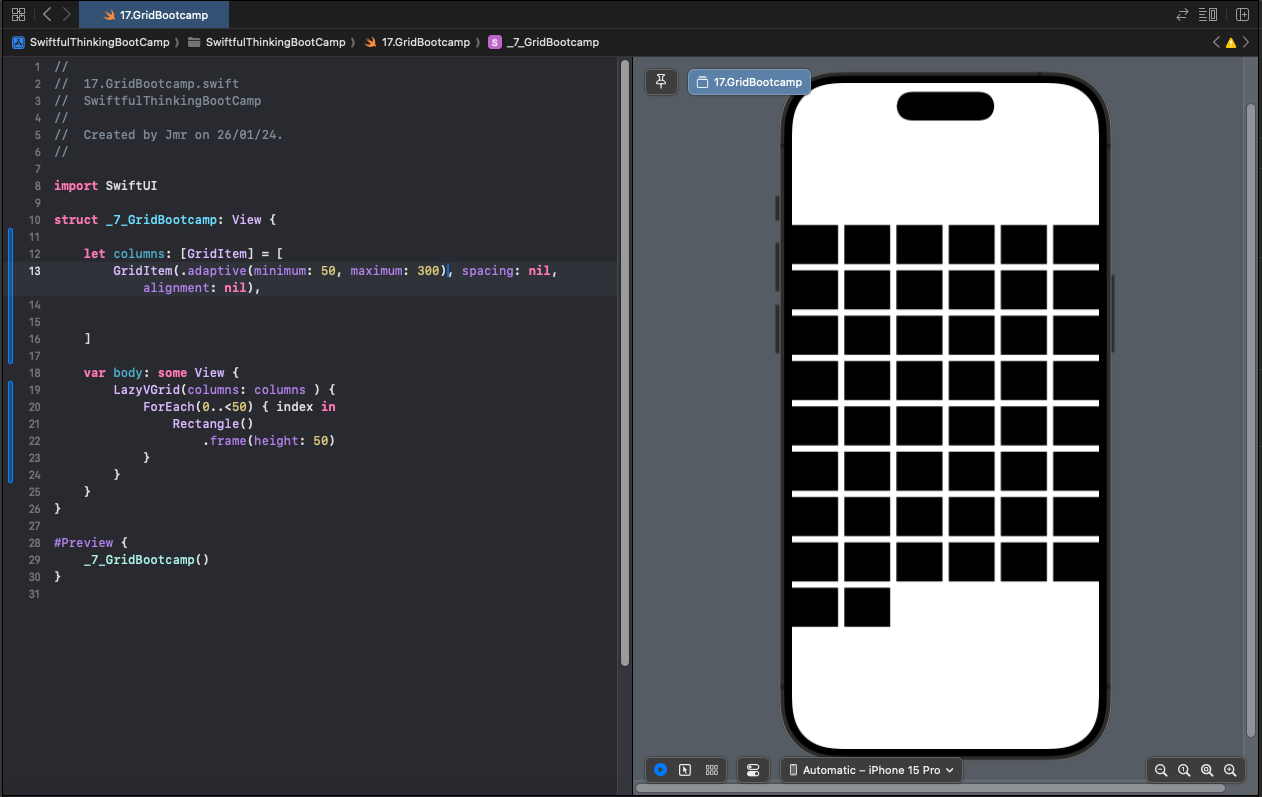 17.GridBootcamp
SwiftfulThinkingBootCamp 〉 SwiftfulThinkingBootCamp 〉 17.GridBootcamp 〉 S _7_GridBootcamp
1 //
2 //  17.GridBootcamp.swift
3 //  SwiftfulThinkingBootCamp
4 //
5 //  Created by Jmr on 26/01/24.
6 //
7
8 import SwiftUI
9
10 struct _7_GridBootcamp: View {
11
12     let columns: [GridItem] = [
13         GridItem(.adaptive(minimum: 50, maximum: 300), spacing: nil,
            alignment: nil),
14
15
16     ]
17
18     var body: some View {
19         LazyVGrid(columns: columns ) {
20             ForEach(0..<50) { index in
21                 Rectangle()
22                     .frame(height: 50)
23             }
24         }
25     }
26 }
27
28 #Preview {
29     _7_GridBootcamp()
30 }
31
17.GridBootcamp
Automatic – iPhone 15 Pro